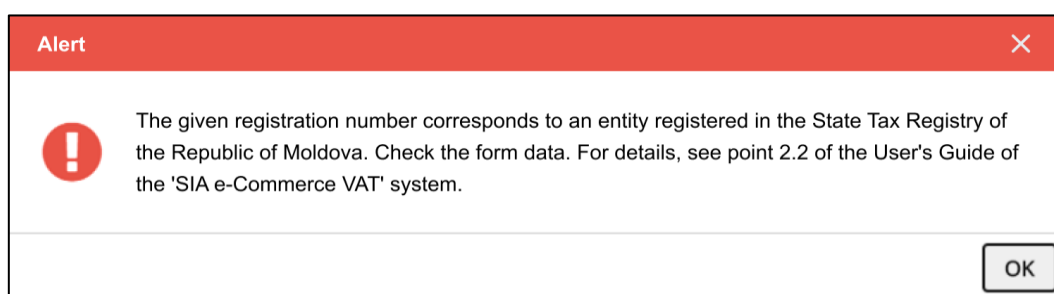 Alert
The given registration number corresponds to an entity registered in the State Tax Registry of
the Republic of Moldova. Check the form data. For details, see point 2.2 of the User's Guide of
the 'SIA e-Commerce VAT' system.
OK